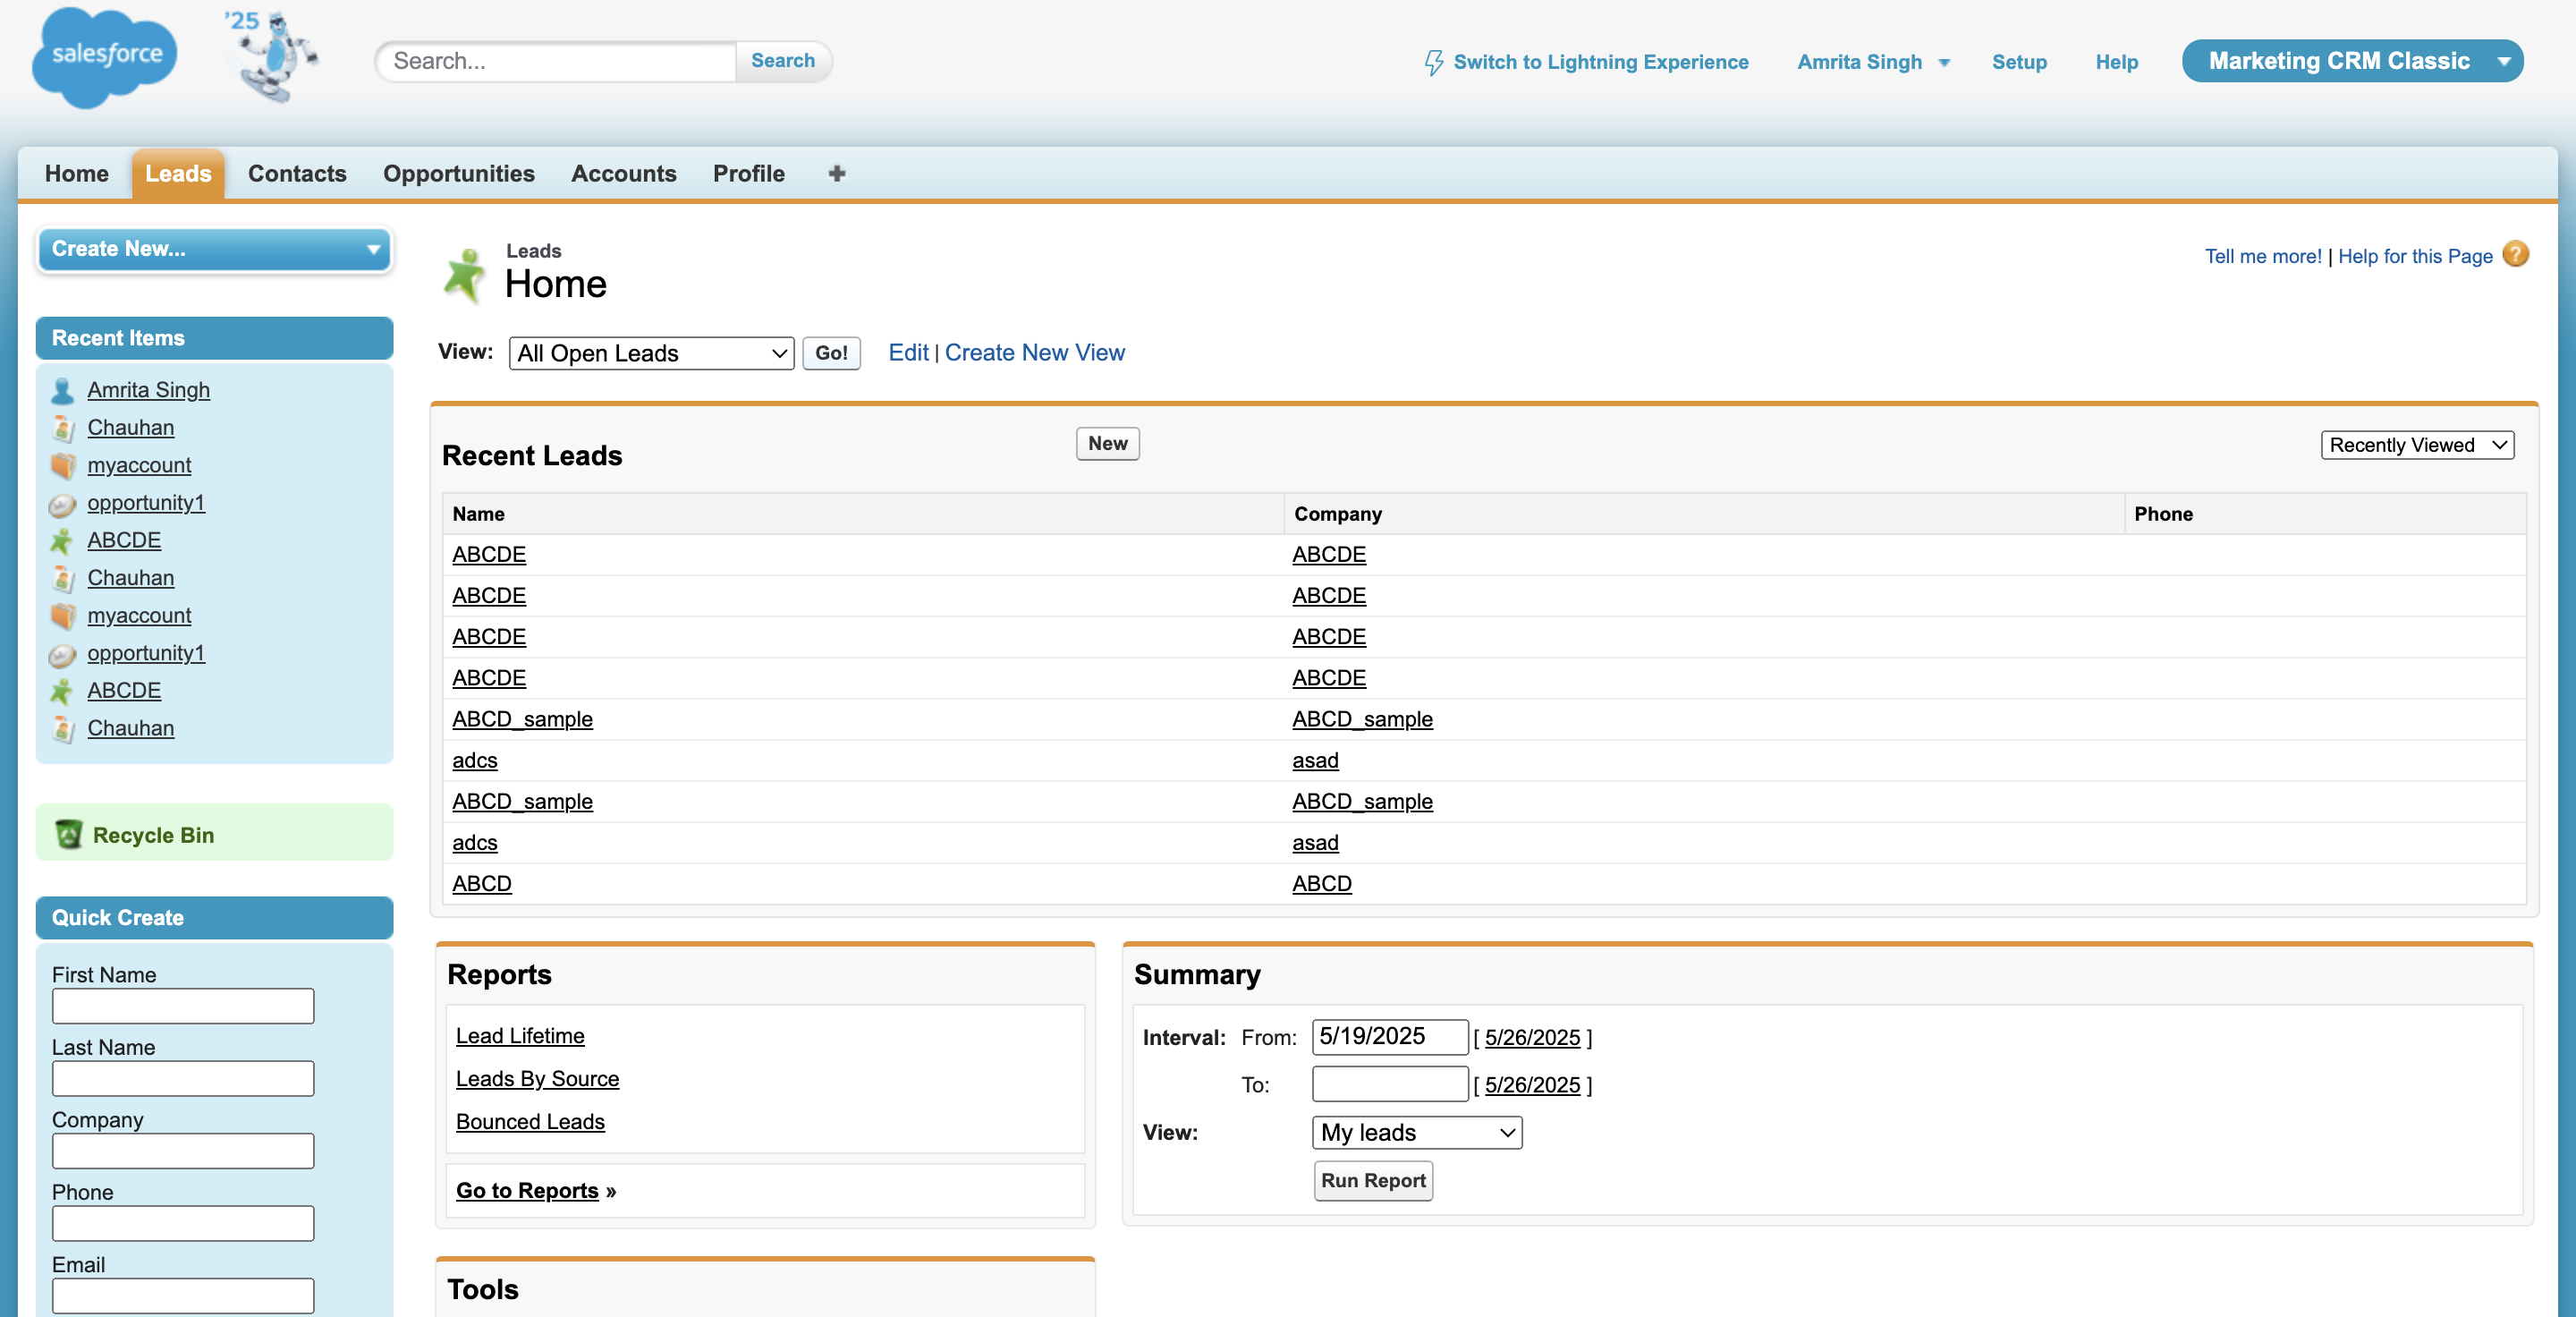 salesforce
'25
Search...
Search
Switch to Lightning Experience
Amrita Singh
Setup
Help
Marketing CRM Classic
Home
Leads
Contacts
Opportunities
Accounts
Profile
Create New...
Recent Items
Amrita Singh
Chauhan
myaccount
opportunity1
ABCDE
Chauhan
myaccount
opportunity1
ABCDE
Chauhan
Recycle Bin
Quick Create
First Name
Last Name
Company
Phone
Email
Leads
Home
Tell me more! | Help for this Page
View: All Open Leads Go! Edit | Create New View
Recent Leads New Recently Viewed
Name Company Phone
ABCDE ABCDE
ABCDE ABCDE
ABCDE ABCDE
ABCDE ABCDE
ABCD_sample ABCD_sample
adcs asad
ABCD_sample ABCD_sample
adcs asad
ABCD ABCD
Reports
Lead Lifetime
Leads By Source
Bounced Leads
Go to Reports »
Summary
Interval: From: 5/19/2025 [ 5/26/2025 ]
To: [ 5/26/2025 ]
View: My leads
Run Report
Tools